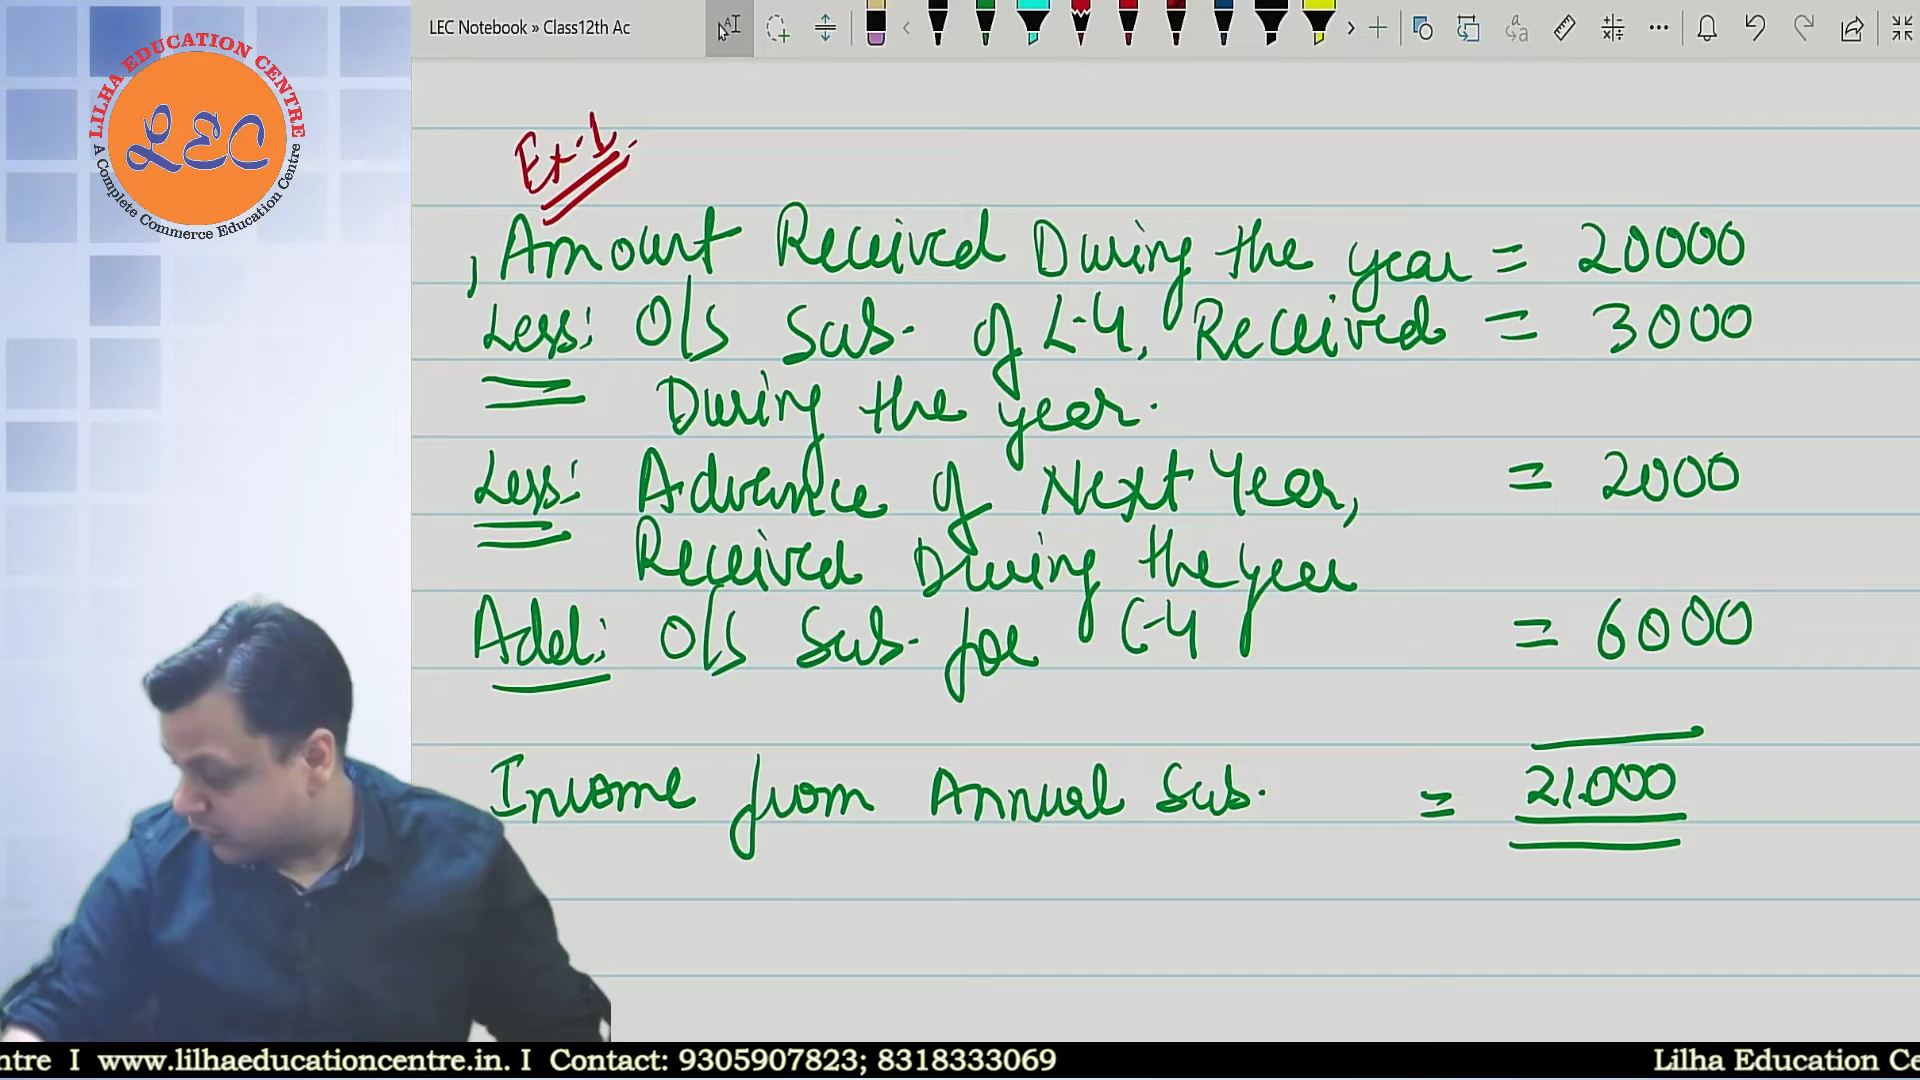 LILHA EDUCATION CENTRE
LEC
A Complete Commerce Education Centre
LEC Notebook » Class12th Ac
Ex-1
Amount Received During the year = 20000
Less: O/s Sub. of L-Y, Received = 3000
During the year.
Less: Advance of Next Year, = 2000
Received During the year
Add: O/s Sub. for C-Y = 6000
Income from Annual Sub. = 21000
ntre I www.lilhaeducationcentre.in. I Contact: 9305907823; 8318333069
Lilha Education Ce